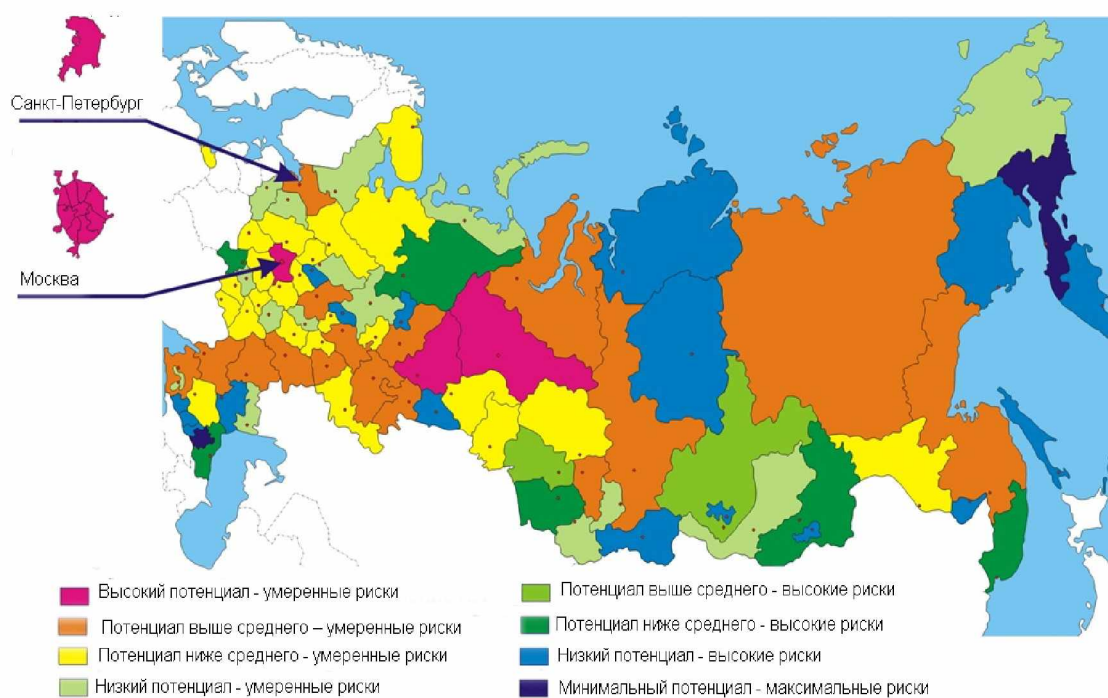 Санкт-Петербург
Москва
Высокий потенциал - умеренные риски
Потенциал выше среднего – умеренные риски
Потенциал ниже среднего - умеренные риски
Низкий потенциал - умеренные риски
Потенциал выше среднего - высокие риски
Потенциал ниже среднего - высокие риски
Низкий потенциал - высокие риски
Минимальный потенциал - максимальные риски